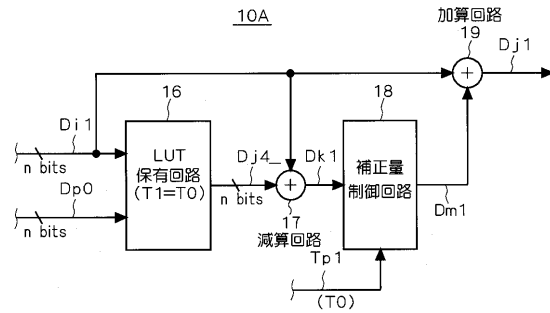 10A
加算回路
19
Dj1
+
16
18
Di1
n bits
LUT
保有回路
(T1=T0)
Dj4
n bits
Dk1
+
17
減算回路
補正量
制御回路
Dm1
Dp0
n bits
Tp1
(T0)